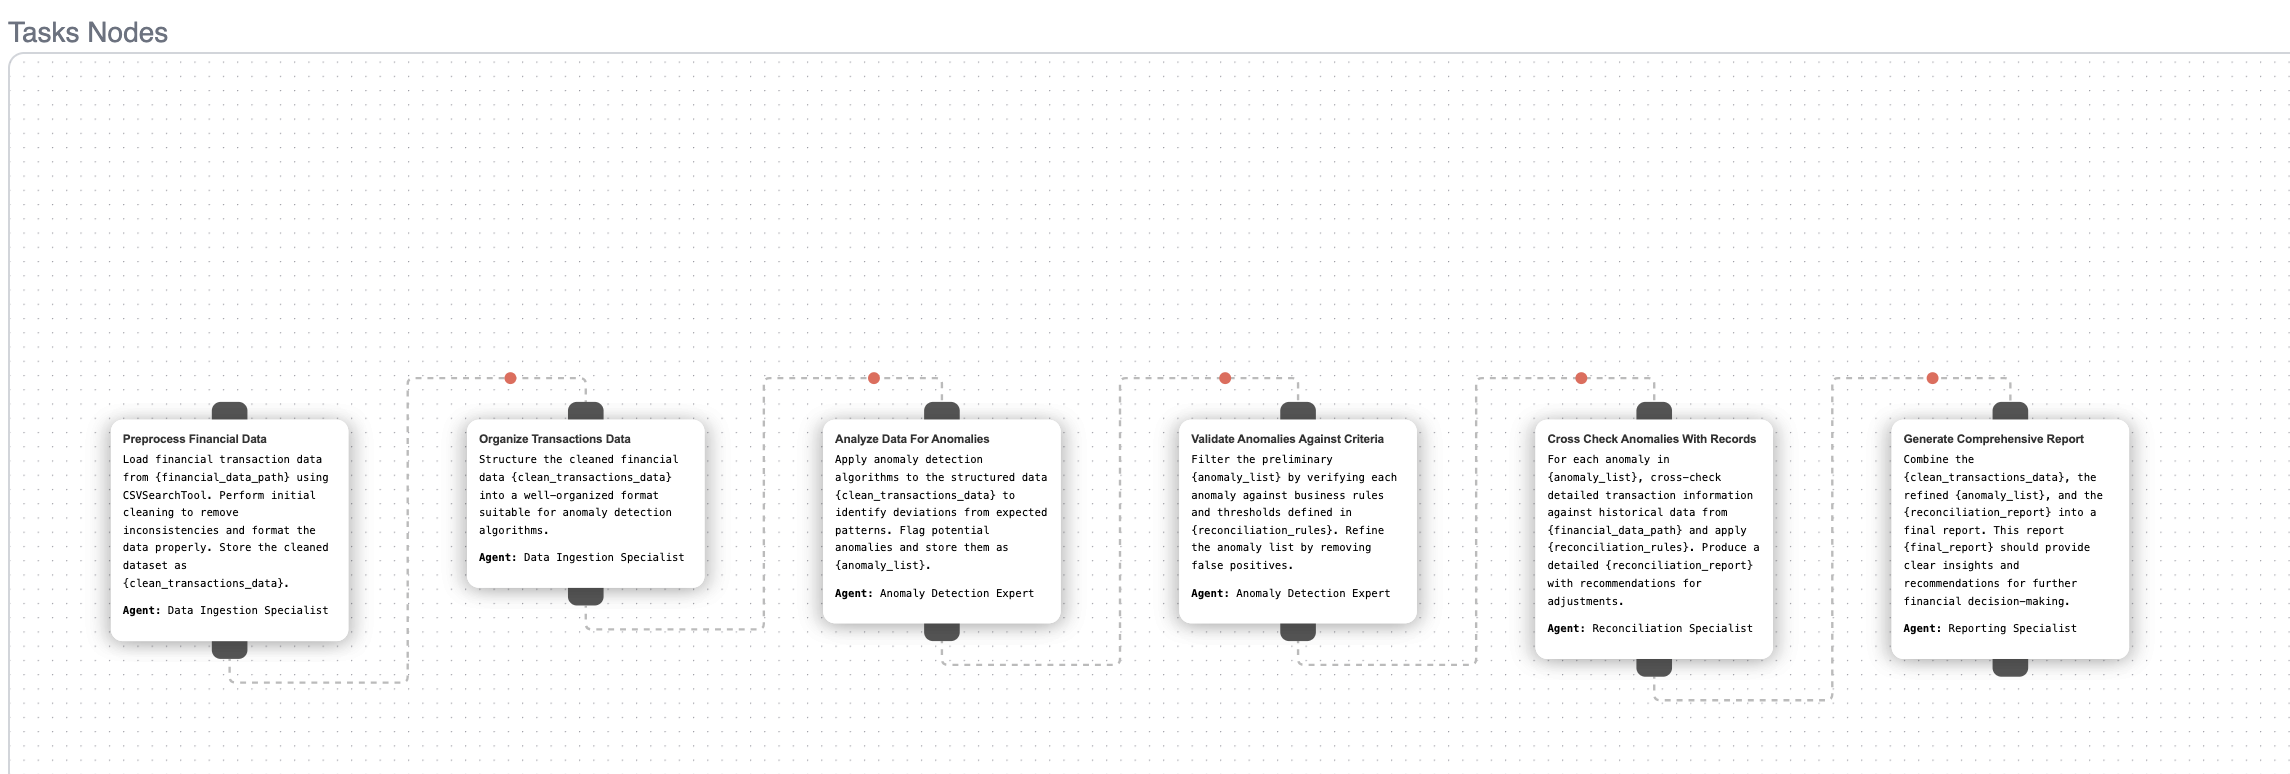 Tasks Nodes
Preprocess Financial Data
Load financial transaction data
from {financial_data_path} using
CSVSearchTool. Perform initial
cleaning to remove
inconsistencies and format the
data properly. Store the cleaned
dataset as
{clean_transactions_data}.
Agent: Data Ingestion Specialist
Organize Transactions Data
Structure the cleaned financial
data {clean_transactions_data}
into a well-organized format
suitable for anomaly detection
algorithms.
Agent: Data Ingestion Specialist
Analyze Data For Anomalies
Apply anomaly detection
algorithms to the structured data
{clean_transactions_data} to
identify deviations from expected
patterns. Flag potential
anomalies and store them as
{anomaly_list}.
Agent: Anomaly Detection Expert
Validate Anomalies Against Criteria
Filter the preliminary
{anomaly_list} by verifying each
anomaly against business rules
and thresholds defined in
{reconciliation_rules}. Refine
the anomaly list by removing
false positives.
Agent: Anomaly Detection Expert
Cross Check Anomalies With Records
For each anomaly in
{anomaly_list}, cross-check
detailed transaction information
against historical data from
{financial_data_path} and apply
{reconciliation_rules}. Produce a
detailed {reconciliation_report}
with recommendations for
adjustments.
Agent: Reconciliation Specialist
Generate Comprehensive Report
Combine the
{clean_transactions_data}, the
refined {anomaly_list}, and the
{reconciliation_report} into a
final report. This report
{final_report} should provide
clear insights and
recommendations for further
financial decision-making.
Agent: Reporting Specialist